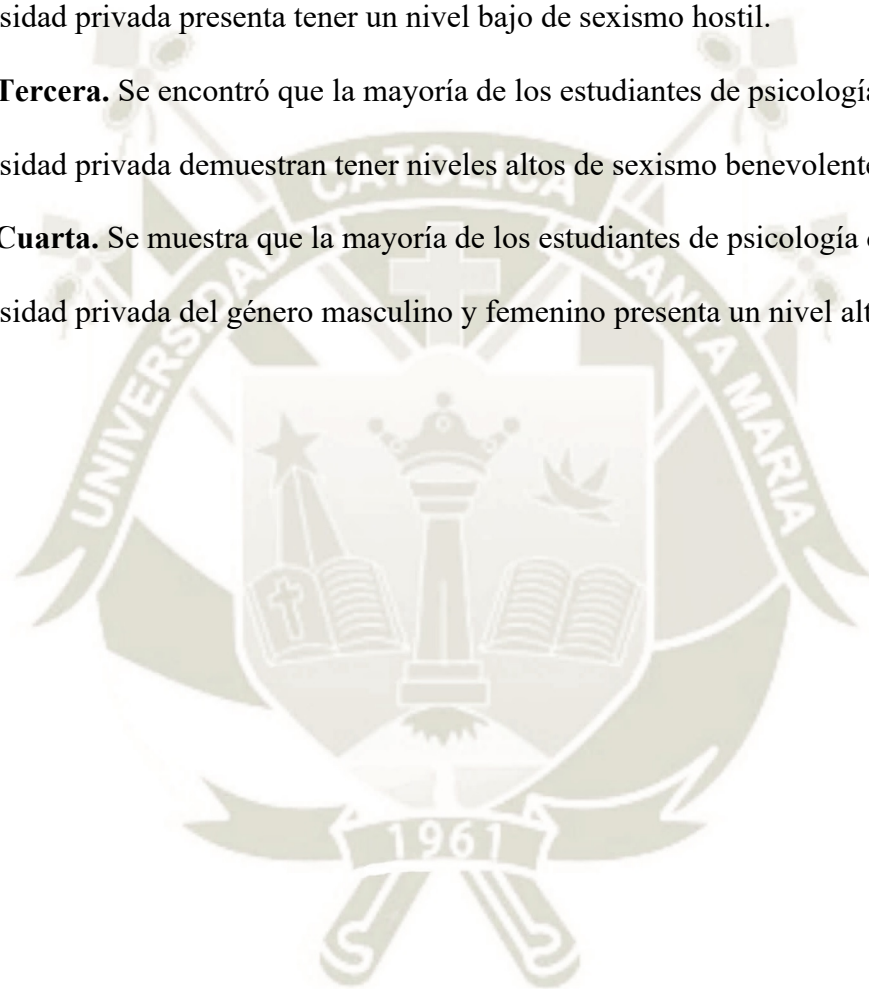 sidad privada presenta tener un nivel bajo de sexismo hostil.
Tercera. Se encontró que la mayoría de los estudiantes de psicología
sidad privada demuestran tener niveles altos de sexismo benevolente
Cuarta. Se muestra que la mayoría de los estudiantes de psicología
sidad privada del género masculino y femenino presenta un nivel alt
UNIVERSIDAD CATOLICA SANTA MARIA
1961